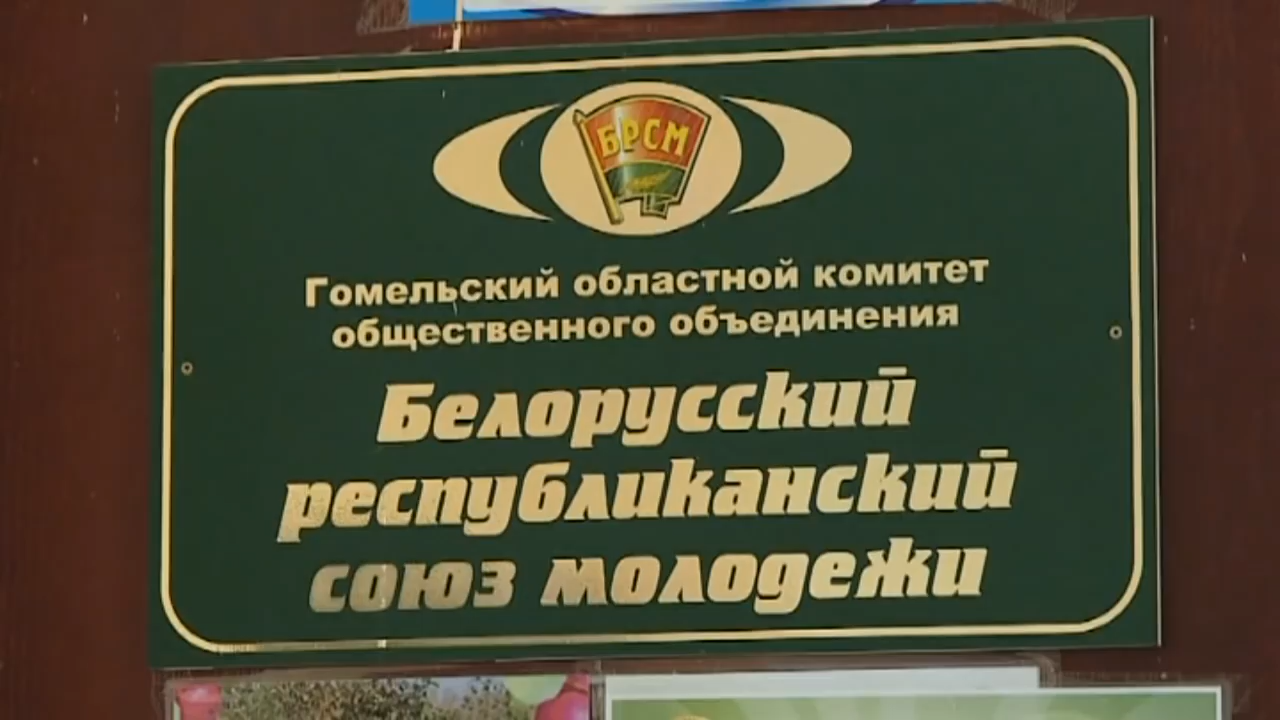 БРСМ
Гомельский областной комитет
общественного объединения
Белорусский
республиканский
союз молодежи